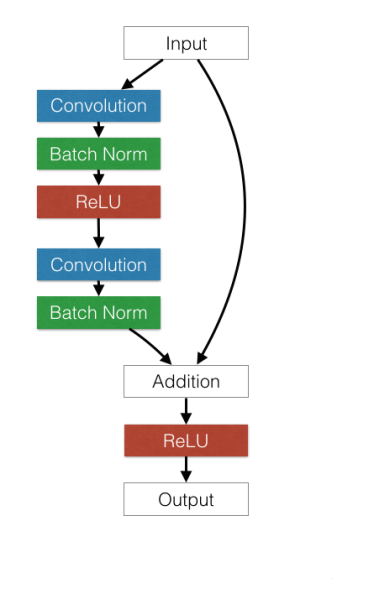 Input
Convolution
Batch Norm
ReLU
Convolution
Batch Norm
Addition
ReLU
Output